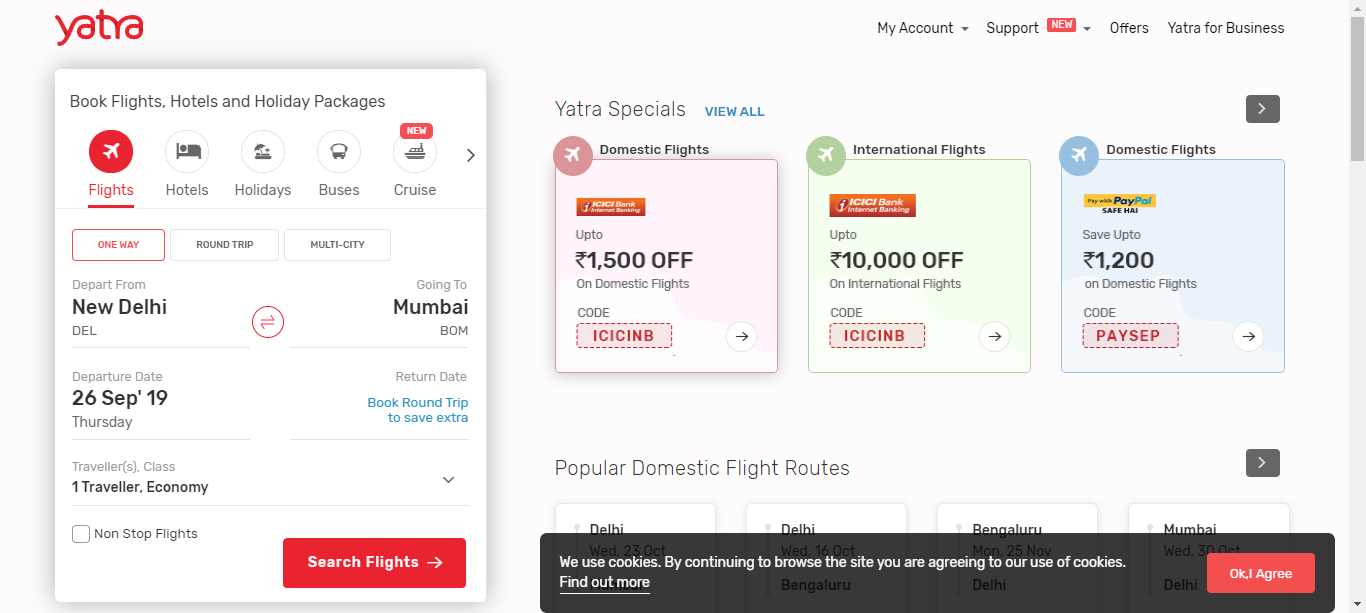 yatra
My Account
Support NEW
Offers
Yatra for Business
Book Flights, Hotels and Holiday Packages
NEW
Flights
Hotels
Holidays
Buses
Cruise
ONE WAY
ROUND TRIP
MULTI-CITY
Depart From
New Delhi
DEL
Going To
Mumbai
BOM
Departure Date
26 Sep' 19
Thursday
Return Date
Book Round Trip
to save extra
Traveller(s), Class
1 Traveller, Economy
Non Stop Flights
Search Flights
Yatra Specials VIEW ALL
Domestic Flights
ICICI Bank
Internet Banking
Upto
₹1,500 OFF
On Domestic Flights
CODE
ICICINB
International Flights
ICICI Bank
Internet Banking
Upto
₹10,000 OFF
On International Flights
CODE
ICICINB
Domestic Flights
Pay with PayPal
SAFE HAI
Save Upto
₹1,200
on Domestic Flights
CODE
PAYSEP
Popular Domestic Flight Routes
Delhi
Wed, 23 Oct
Mumbai
Delhi
Wed, 16 Oct
Bengaluru
Bengaluru
Mon, 25 Nov
Delhi
Mumbai
Wed, 30 Oct
Delhi
We use cookies. By continuing to browse the site you are agreeing to our use of cookies.
Find out more
Ok,I Agree